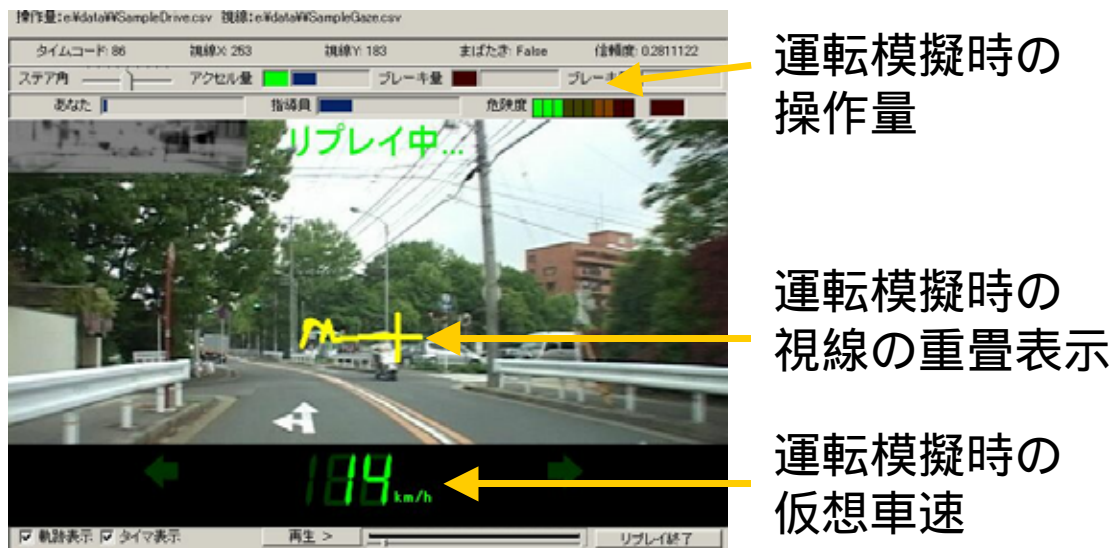 操作量:e:¥data¥¥SampleDrive.csv 視線:e:¥data¥¥SampleGaze.csv
タイムコード: 86 視線X: 253 視線Y: 183 まばたき: False 信頼度: 0.2811122
ステア角 アクセル量 ブレーキ量
あなた 指導員 危険度
リプレイ中...
14 km/h
軌跡表示 タイマ表示 再生 > リプレイ終了
運転模擬時の
操作量
運転模擬時の
視線の重畳表示
運転模擬時の
仮想車速